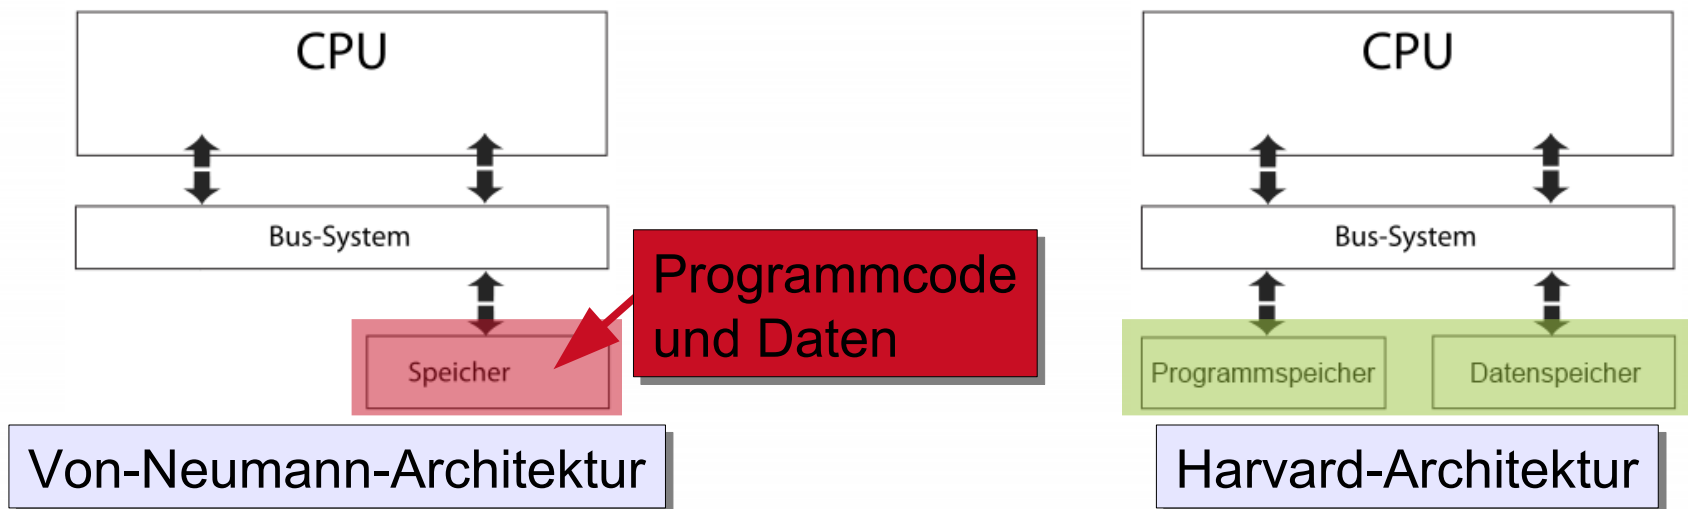 CPU
Bus-System
Speicher
Programmcode
und Daten
Von-Neumann-Architektur
CPU
Bus-System
Programmspeicher
Datenspeicher
Harvard-Architektur